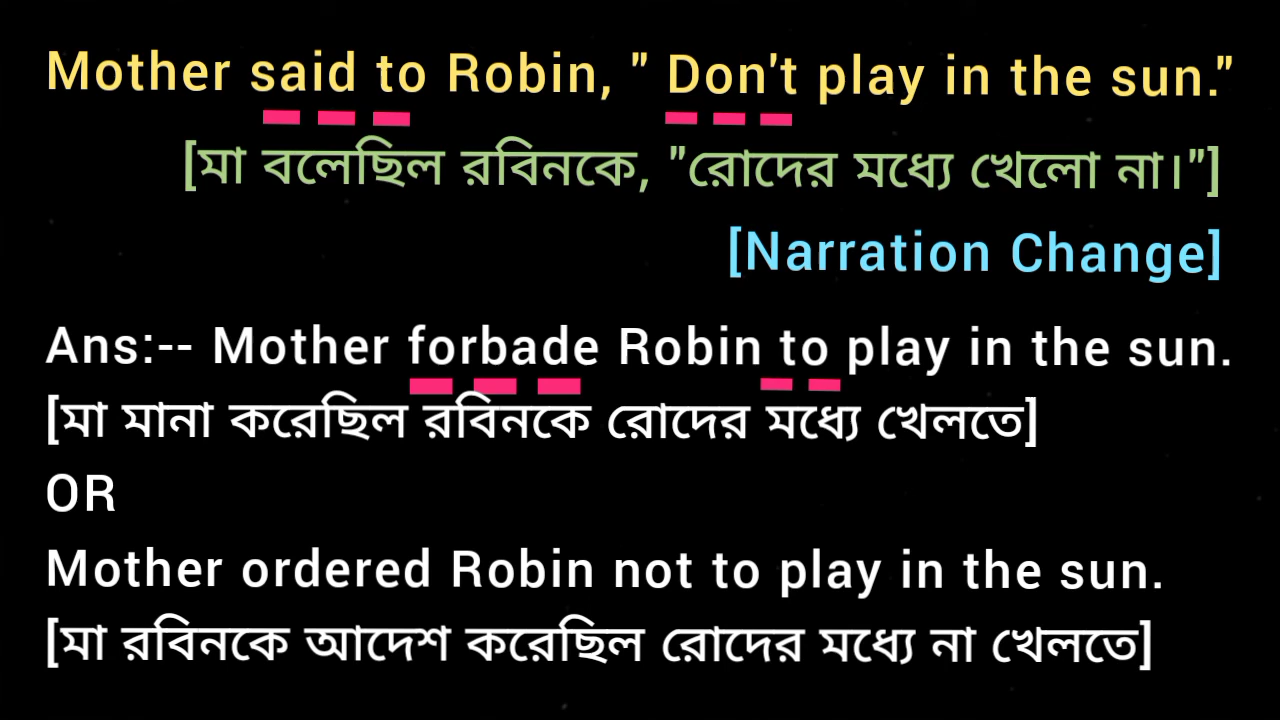 Mother said to Robin, " Don't play in the sun."
[মা বলেছিল রবিনকে, "রোদের মধ্যে খেলো না।"]
[Narration Change]
Ans:-- Mother forbade Robin to play in the sun.
[মা মানা করেছিল রবিনকে রোদের মধ্যে খেলতে]
OR
Mother ordered Robin not to play in the sun.
[মা রবিনকে আদেশ করেছিল রোদের মধ্যে না খেলতে]